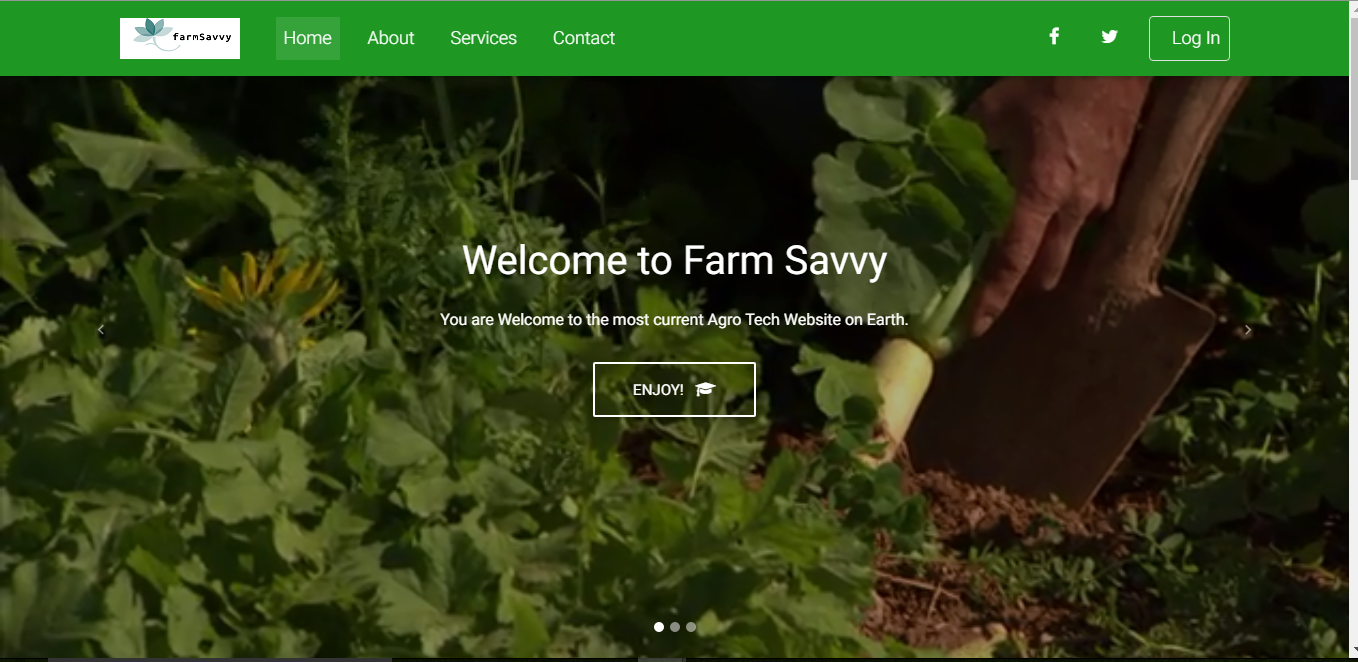 farmSavvy
Home
About
Services
Contact
Log In
Welcome to Farm Savvy
You are Welcome to the most current Agro Tech Website on Earth.
ENJOY!